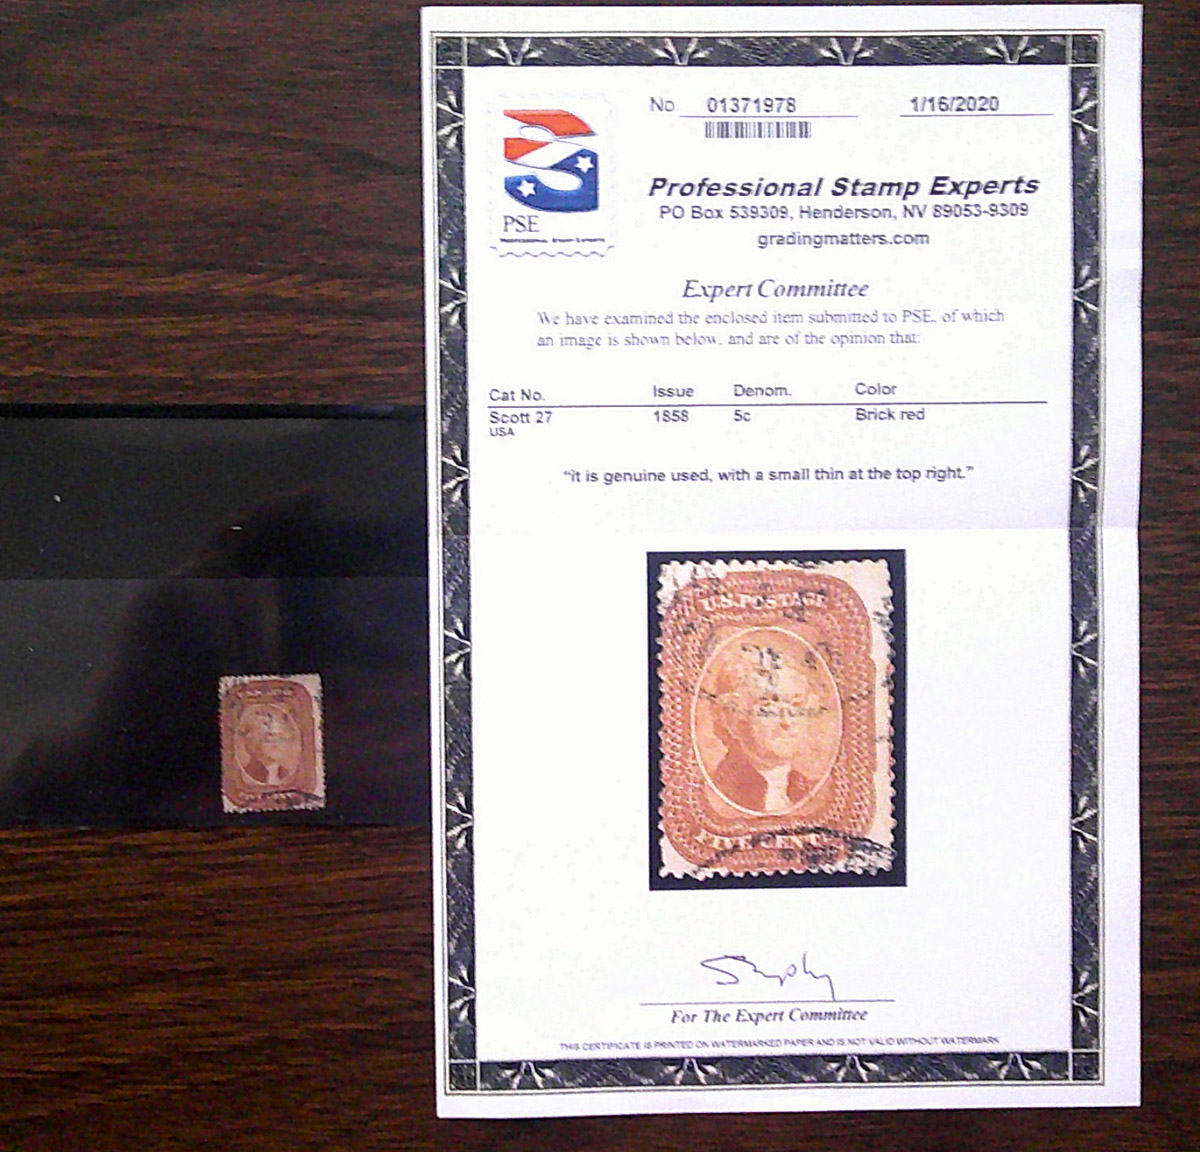 No 01371978 1/16/2020
Professional Stamp Experts
PO Box 539309, Henderson, NV 89053-9309
gradingmatters.com
PSE
Professional Stamp Experts
Expert Committee
We have examined the enclosed item submitted to PSE, of which
an image is shown below, and are of the opinion that:
Cat No. Issue Denom. Color
Scott 27 1858 5c Brick red
USA
"it is genuine used, with a small thin at the top right."
U.S. POSTAGE
FIVE CENTS
For The Expert Committee
THIS CERTIFICATE IS PRINTED ON WATERMARKED PAPER AND IS NOT VALID WITHOUT WATERMARK